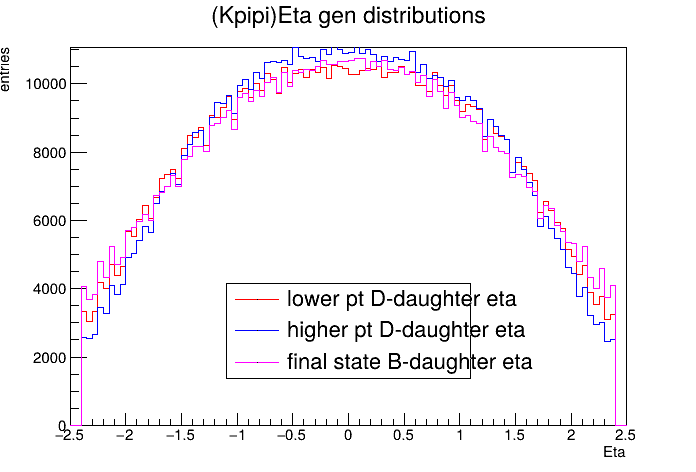 (Kpipi)Eta gen distributions
entries
10000
8000
6000
4000
2000
0
lower pt D-daughter eta
higher pt D-daughter eta
final state B-daughter eta
−2.5 −2 −1.5 −1 −0.5 0 0.5 1 1.5 2 2.5
Eta